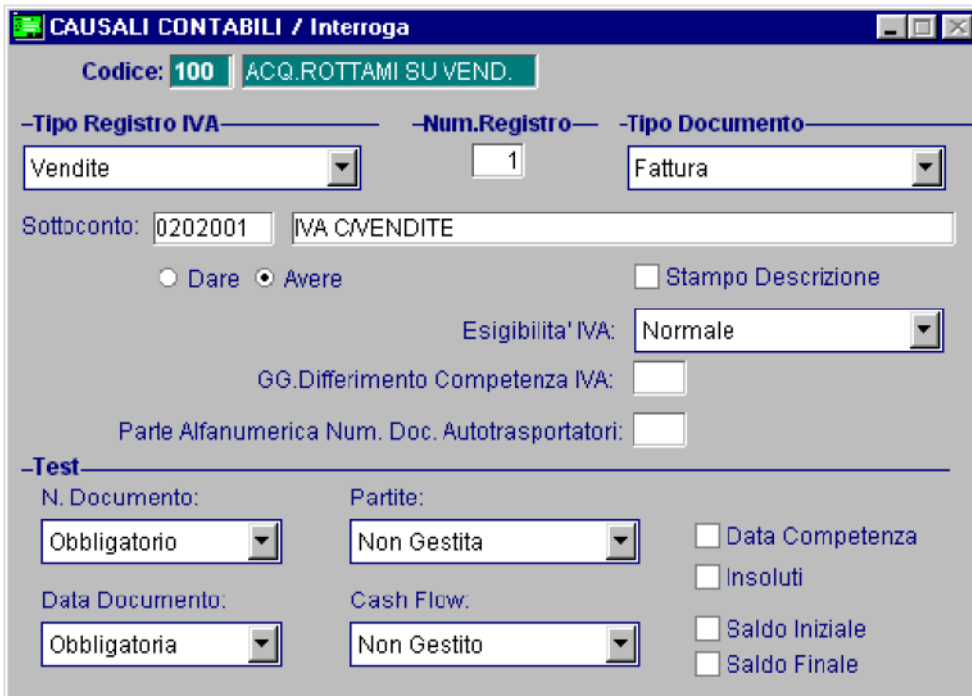 CAUSALI CONTABILI / Interroga
Codice: 100 ACQ.ROTTAMI SU VEND.
Tipo Registro IVA Num.Registro Tipo Documento
Vendite 1 Fattura
Sottoconto: 0202001 IVA C/VENDITE
Dare Avere Stampo Descrizione
Esigibilita' IVA: Normale
GG.Differimento Competenza IVA:
Parte Alfanumerica Num. Doc. Autotrasportatori:
Test
N. Documento: Partite:
Obbligatorio Non Gestita Data Competenza
Insoluti
Data Documento: Cash Flow:
Obbligatoria Non Gestito Saldo Iniziale
Saldo Finale